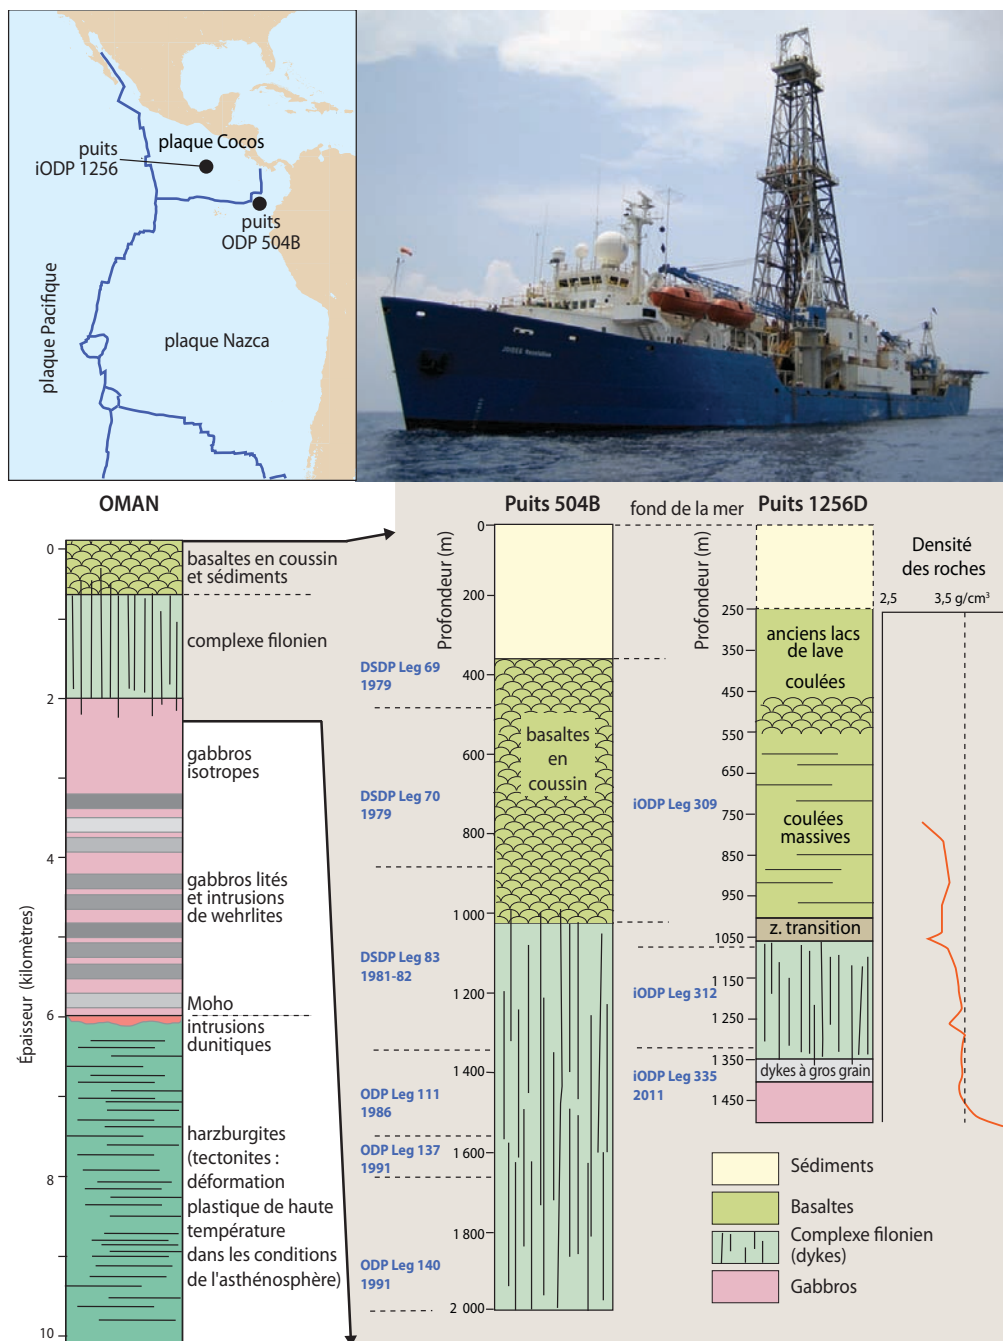 puits
iODP 1256
plaque Cocos
puits
ODP 504B
plaque Pacifique
plaque Nazca
JOIDES Resolution
OMAN
Puits 504B
fond de la mer
Puits 1256D
Épaisseur (kilomètres)
0
2
4
6
8
10
basaltes en coussin
et sédiments
complexe filonien
gabbros
isotropes
gabbros lités
et intrusions
de wehrlites
Moho
intrusions
dunitiques
harzburgites
(tectonites :
déformation
plastique de haute
température
dans les conditions
de l'asthénosphère)
Profondeur (m)
0
200
400
600
800
1 000
1 200
1 400
1 600
1 800
2 000
DSDP Leg 69
1979
DSDP Leg 70
1979
DSDP Leg 83
1981-82
ODP Leg 111
1986
ODP Leg 137
1991
ODP Leg 140
1991
basaltes
en
coussin
Profondeur (m)
250
350
450
550
650
750
850
950
1050
1 150
1 250
1 350
1 450
iODP Leg 309
iODP Leg 312
iODP Leg 335
2011
anciens lacs
de lave
coulées
coulées
massives
z. transition
dykes à gros grain
Densité
des roches
2,5
3,5 g/cm³
Sédiments
Basaltes
Complexe filonien
(dykes)
Gabbros